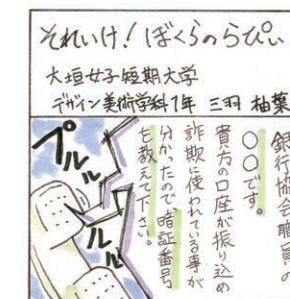 それいけ!ぼくらのらぴぃ
大垣女子短期大学
デザイン美術学科1年 三羽 柚葉
銀行協会職員の
○○です。
貴方の口座が振り込め
詐欺に使われている事が
分かったので、暗証番号
を教えて下さい。
プルル
ルル